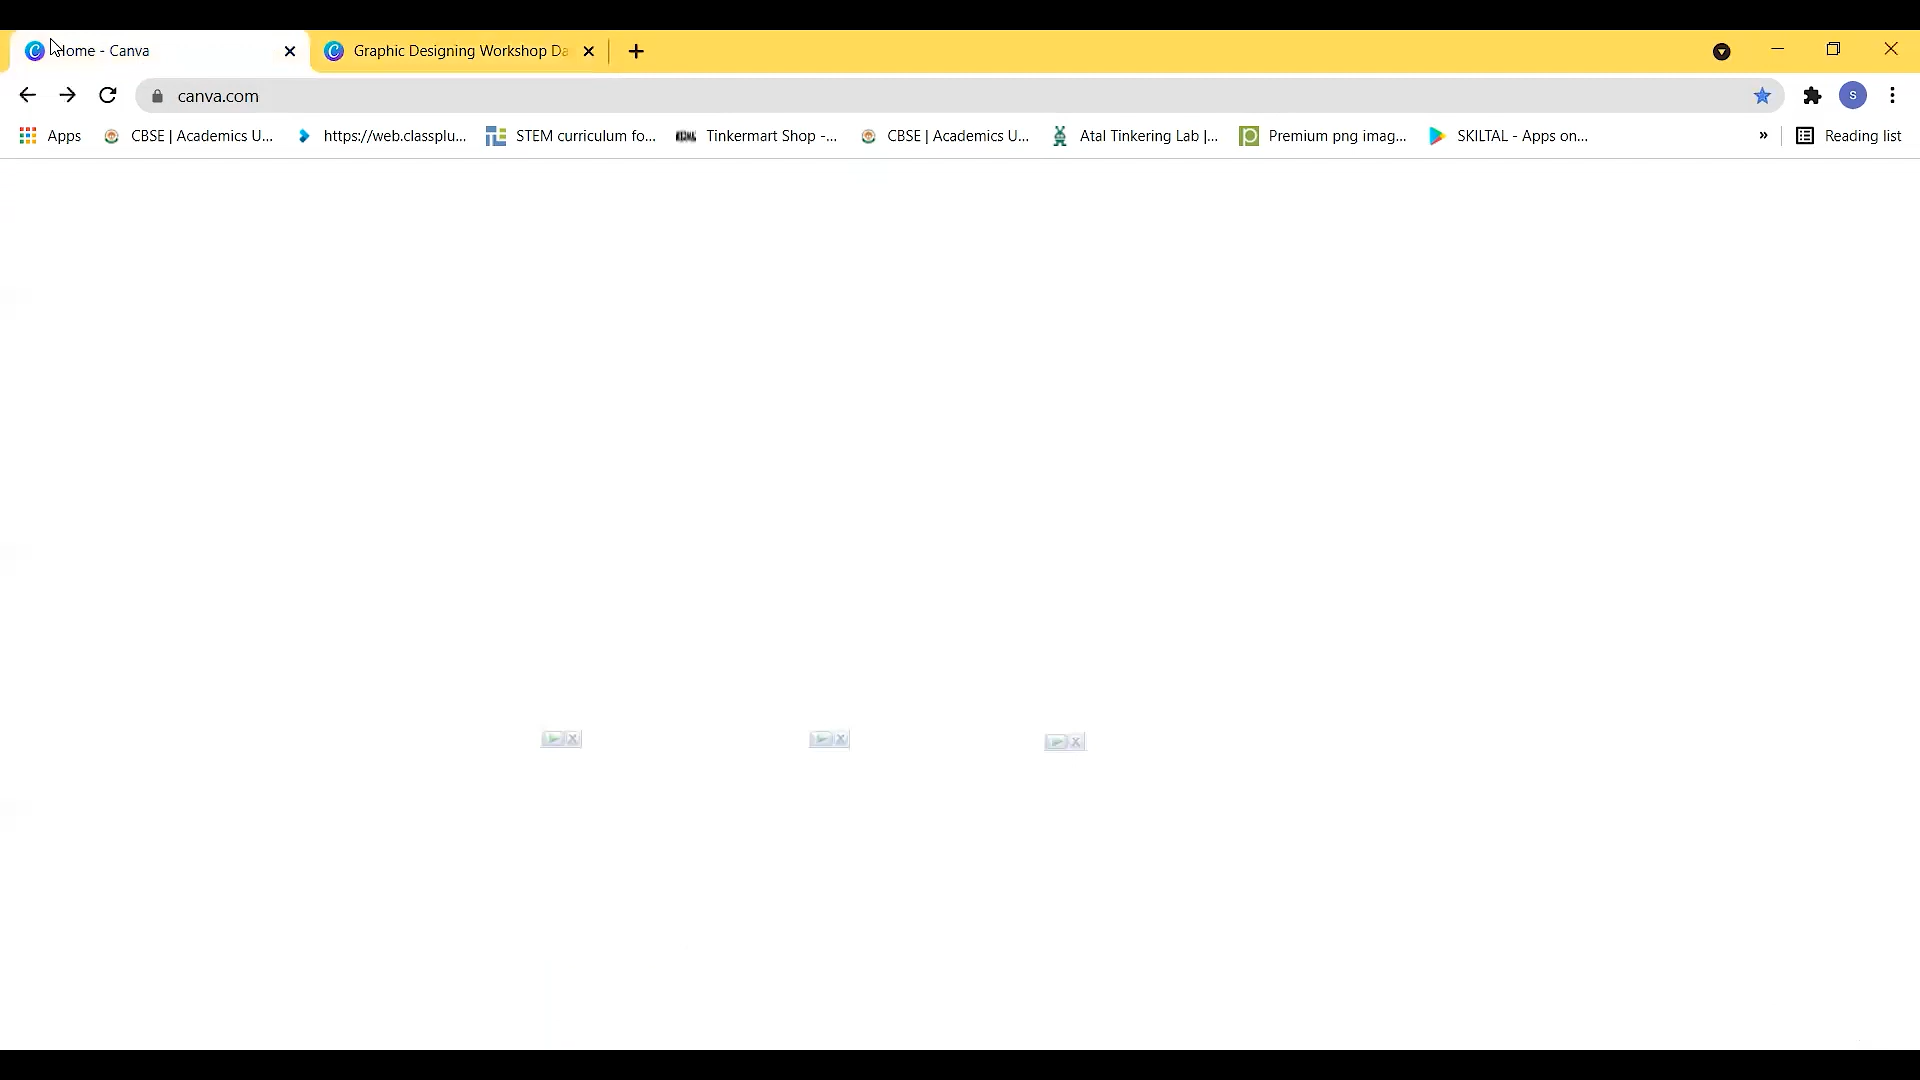 Home - Canva
Graphic Designing Workshop Da
canva.com
S
Apps
CBSE | Academics U...
https://web.classplu...
STEM curriculum fo...
Tinkermart Shop -...
CBSE | Academics U...
Atal Tinkering Lab |...
Premium png imag...
SKILTAL - Apps on...
»
Reading list